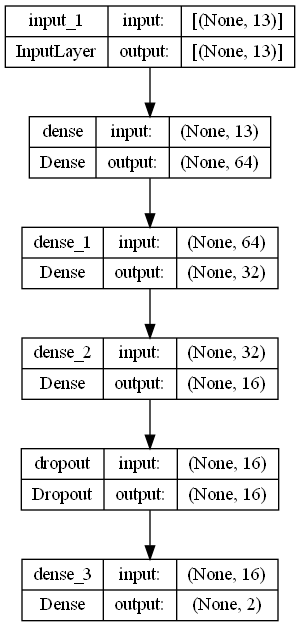 input_1 input: [(None, 13)]
InputLayer output: [(None, 13)]
dense input: (None, 13)
Dense output: (None, 64)
dense_1 input: (None, 64)
Dense output: (None, 32)
dense_2 input: (None, 32)
Dense output: (None, 16)
dropout input: (None, 16)
Dropout output: (None, 16)
dense_3 input: (None, 16)
Dense output: (None, 2)